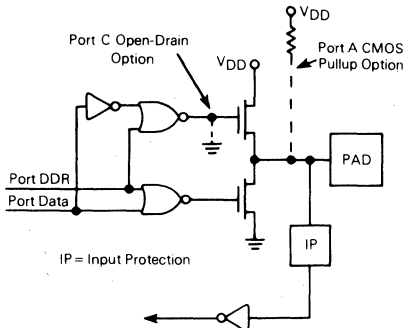 VDD
Port C Open-Drain
Option
VDD
Port A CMOS
Pullup Option
PAD
Port DDR
Port Data
IP
IP = Input Protection